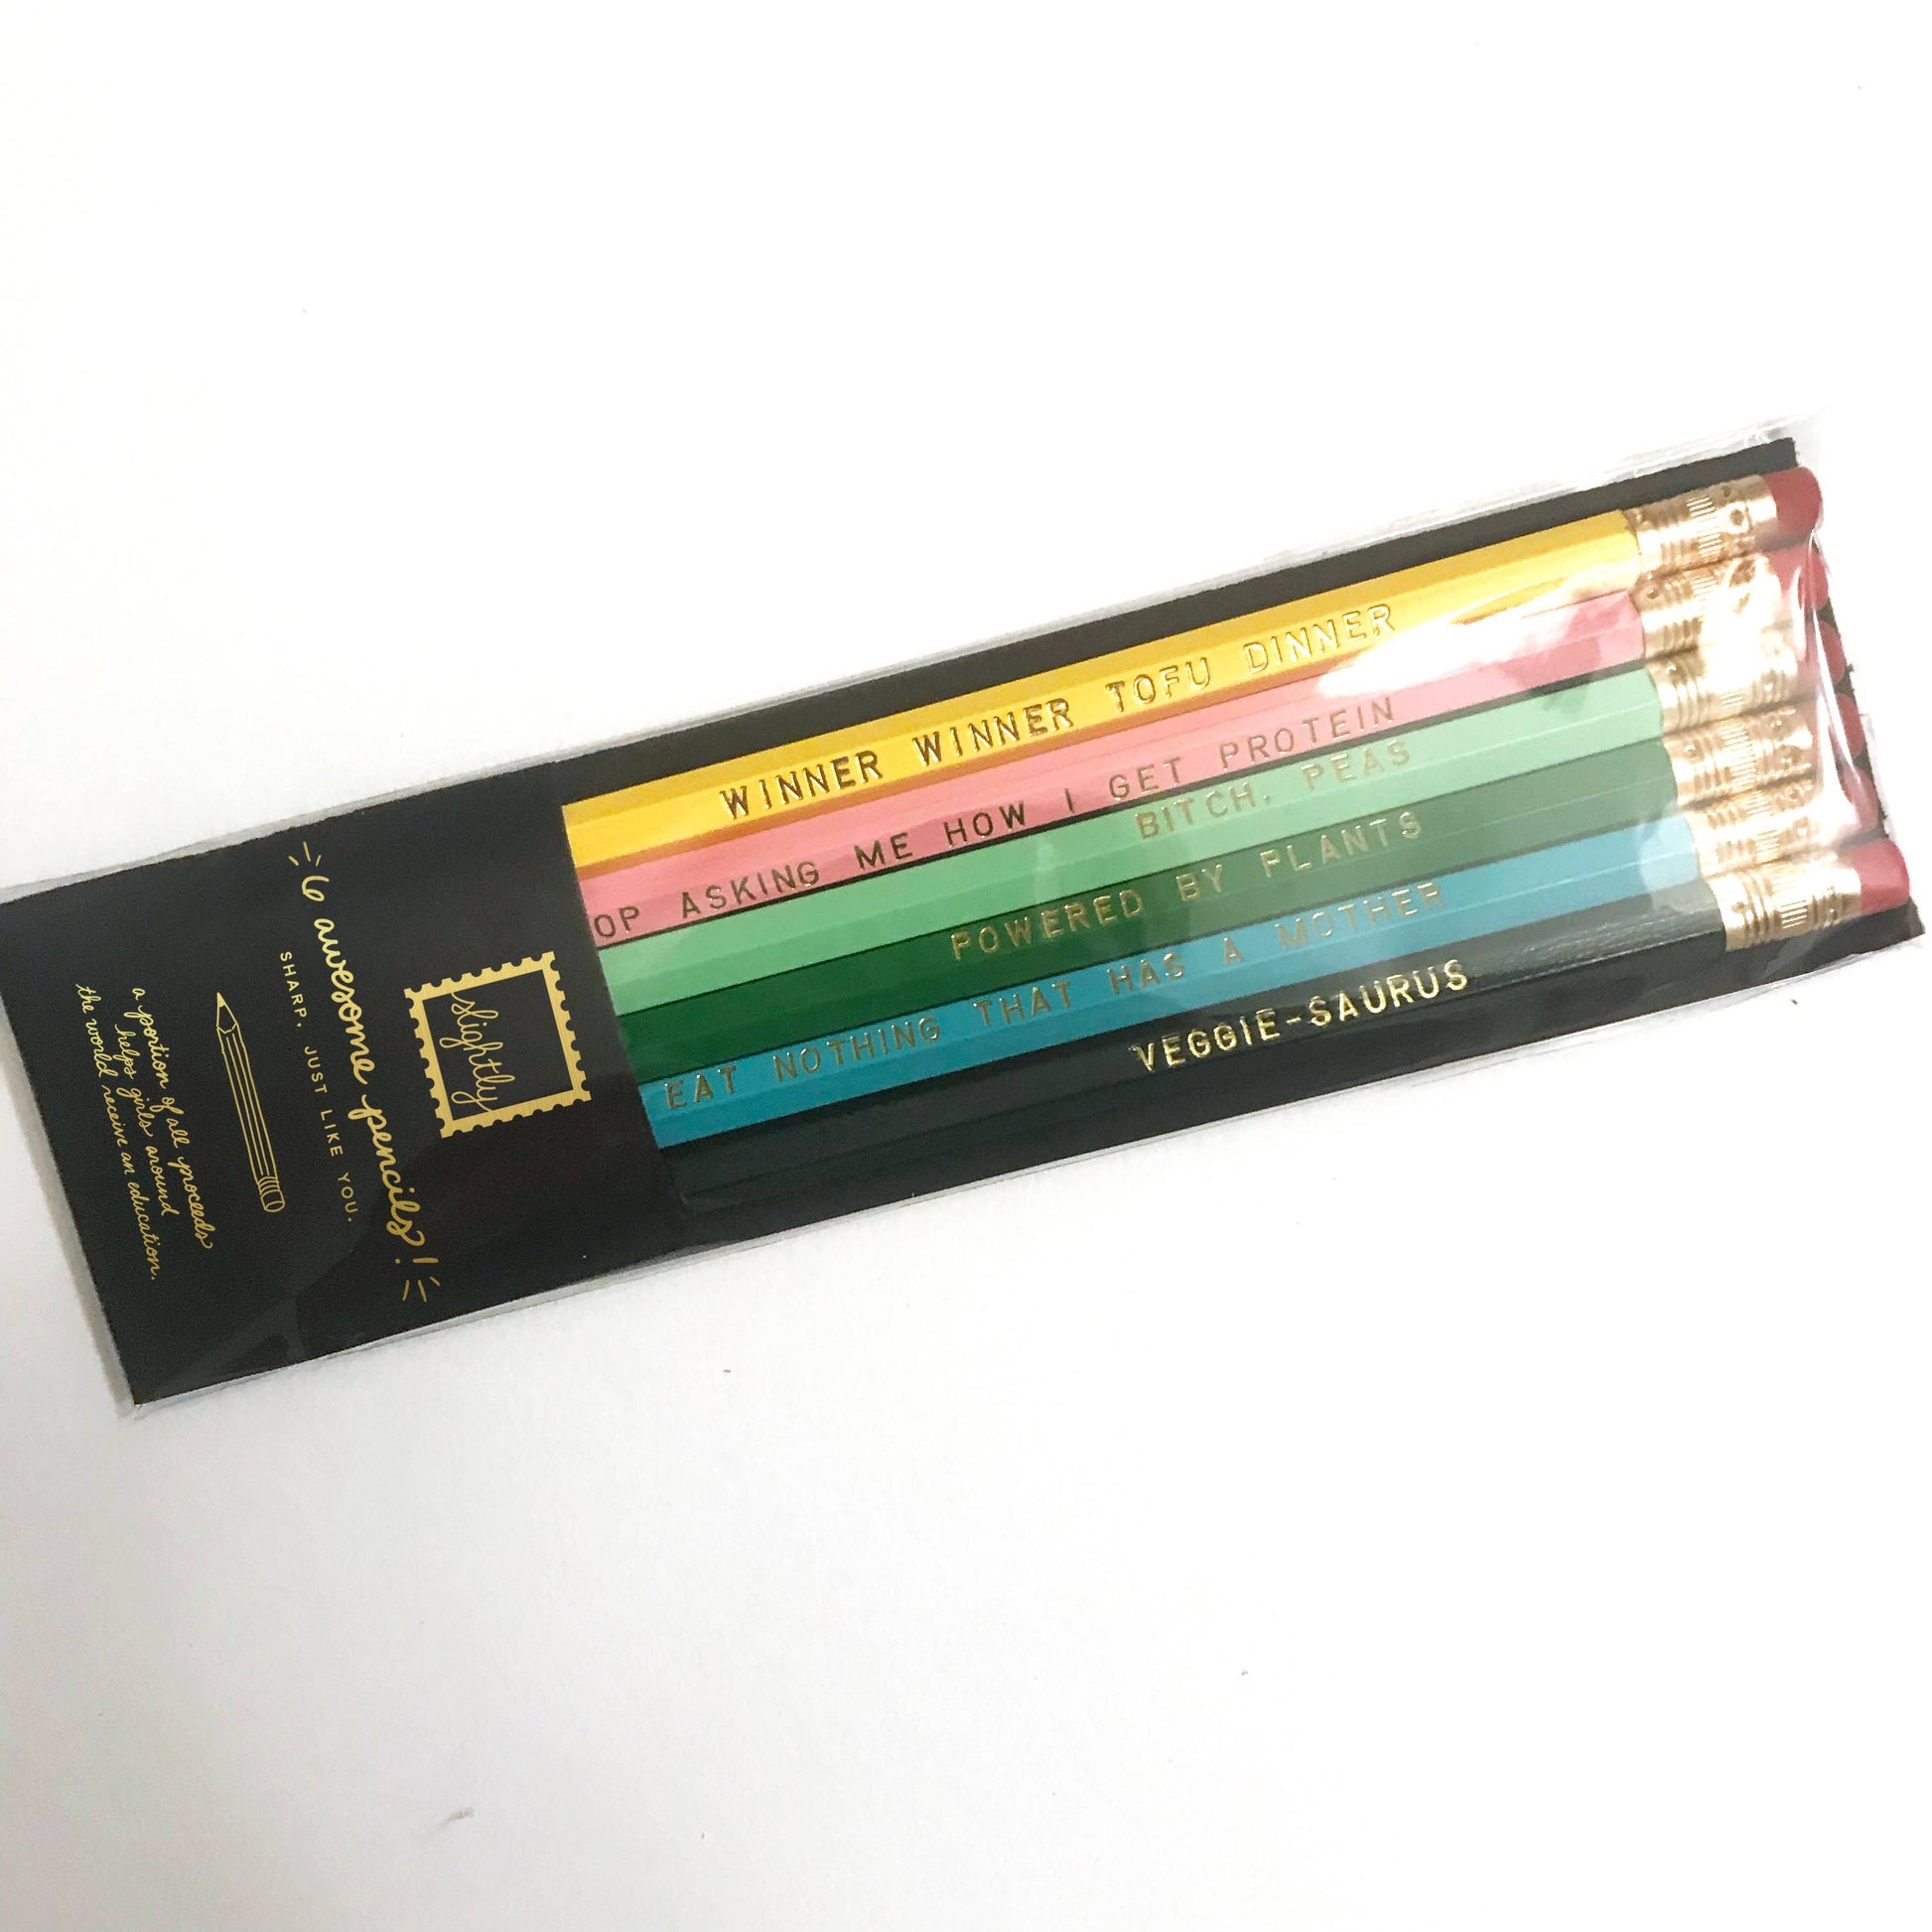 WINNER WINNER TOFU DINNER
OP ASKING ME HOW I GET PROTEIN
BITCH, PEAS
POWERED BY PLANTS
EAT NOTHING THAT HAS A MOTHER
VEGGIE-SAURUS
slightly
6 awesome pencils!
SHARP, JUST LIKE YOU.
a portion of all proceeds
helps girls around
the world receive an education.